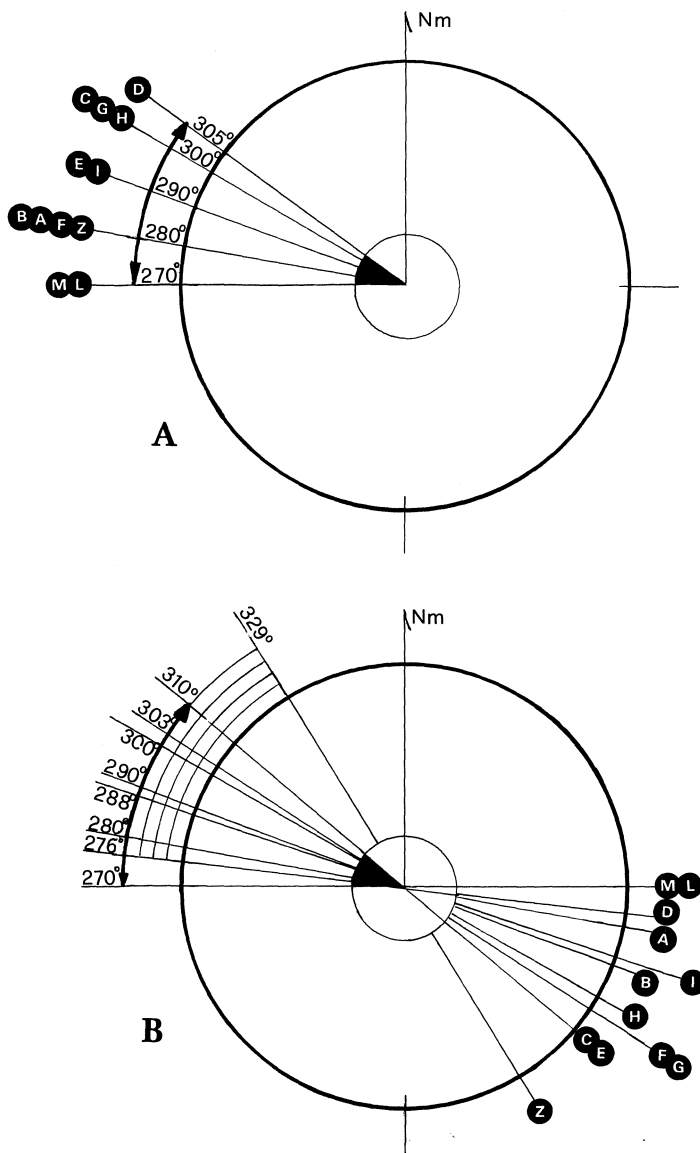 Nm
D
C G H
305°
300°
E I
290°
B A F Z
280°
M L
270°
A
Nm
329°
310°
303°
300°
290°
288°
280°
276°
270°
M L
D
A
I
B
H
C E
F G
B
Z